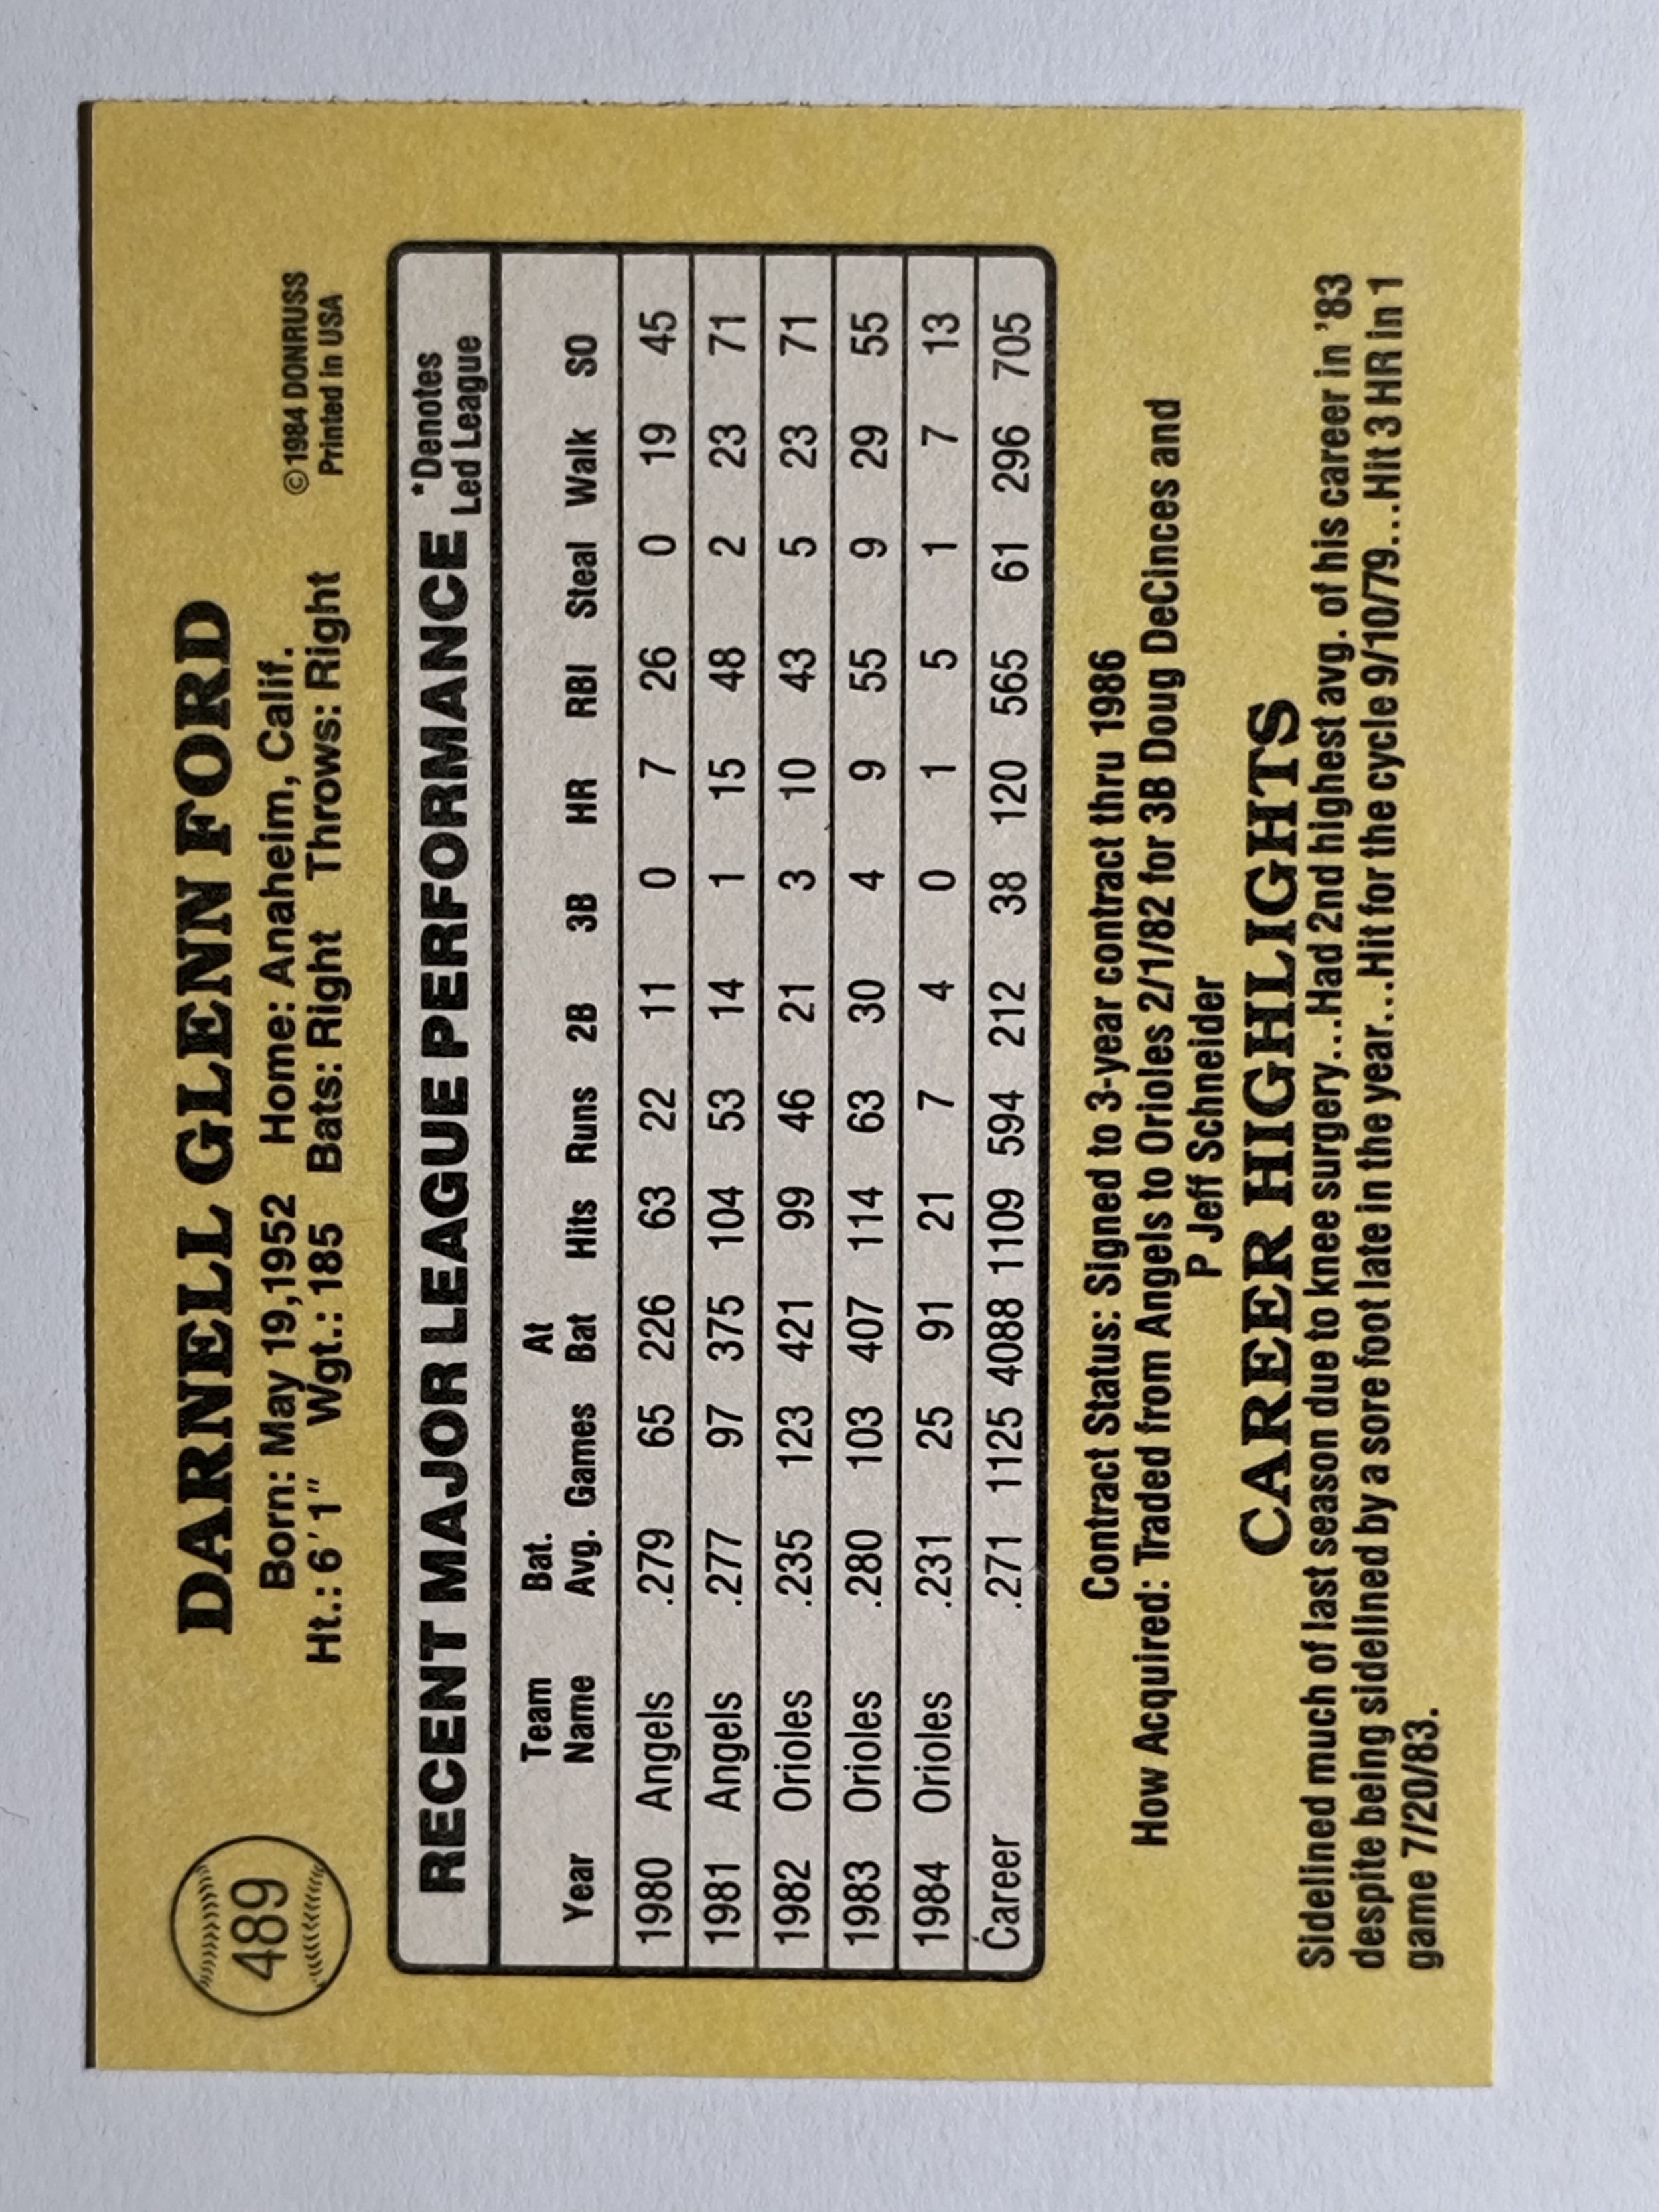 489
DARNELL GLENN FORD
Born: May 19,1952 Home: Anaheim, Calif.
Ht.: 6'1" Wgt.: 185 Bats: Right Throws: Right
©1984 DONRUSS
Printed in USA
RECENT MAJOR LEAGUE PERFORMANCE
*Denotes
Led League
Year Team Name Bat. Avg. Games At Bat Hits Runs 2B 3B HR RBI Steal Walk SO
1980 Angels .279 65 226 63 22 11 0 7 26 0 19 45
1981 Angels .277 97 375 104 53 14 1 15 48 2 23 71
1982 Orioles .235 123 421 99 46 21 3 10 43 5 23 71
1983 Orioles .280 103 407 114 63 30 4 9 55 9 29 55
1984 Orioles .231 25 91 21 7 4 0 1 5 1 7 13
Career .271 1125 4088 1109 594 212 38 120 565 61 296 705
Contract Status: Signed to 3-year contract thru 1986
How Acquired: Traded from Angels to Orioles 2/1/82 for 3B Doug DeCinces and
P Jeff Schneider
CAREER HIGHLIGHTS
Sidelined much of last season due to knee surgery...Had 2nd highest avg. of his career in '83
despite being sidelined by a sore foot late in the year...Hit for the cycle 9/10/79...Hit 3 HR in 1
game 7/20/83.